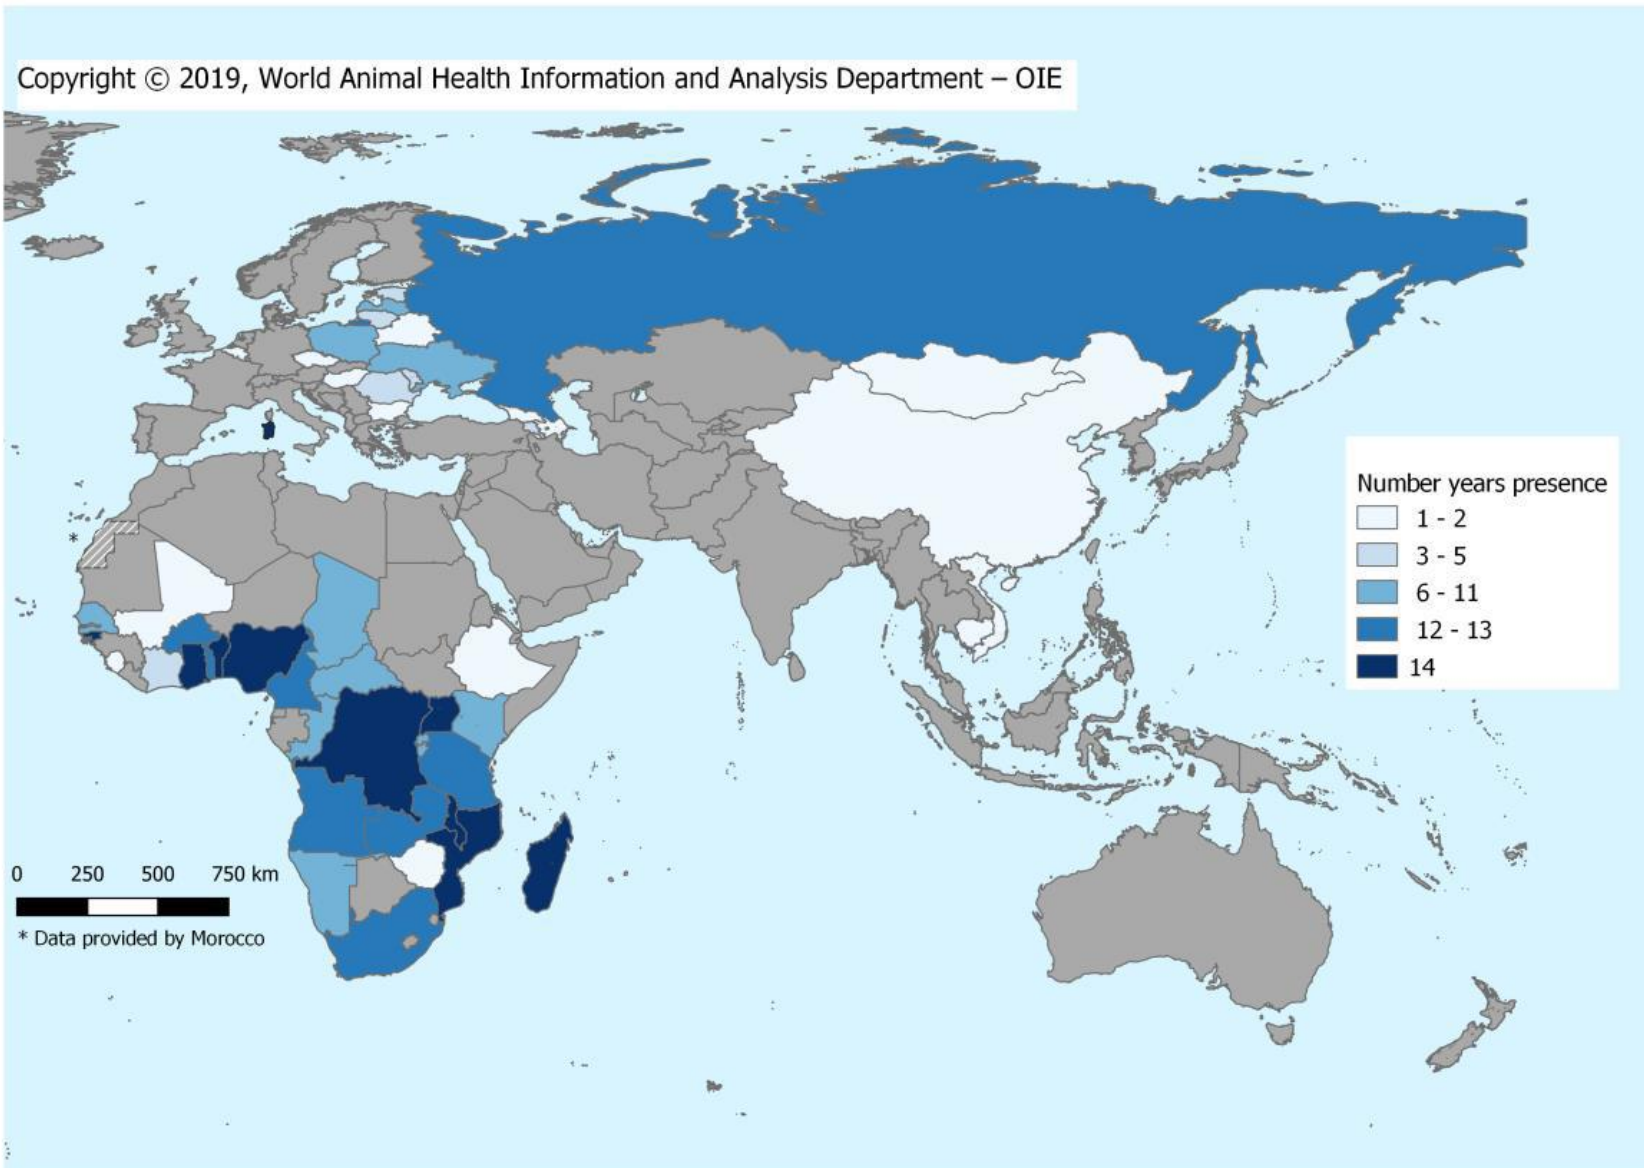 Copyright © 2019, World Animal Health Information and Analysis Department – OIE
Number years presence
1 - 2
3 - 5
6 - 11
12 - 13
14
*
0 250 500 750 km
* Data provided by Morocco